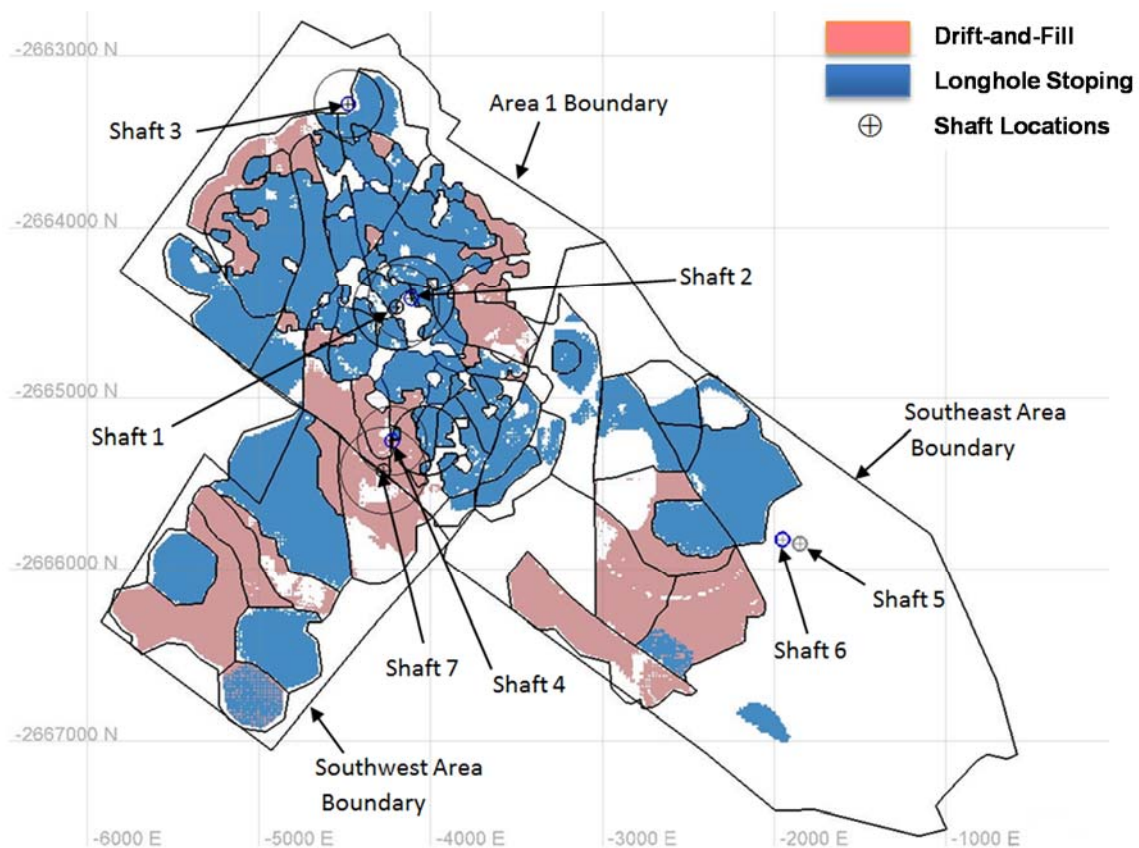 -2663000 N
Drift-and-Fill
Longhole Stoping
Shaft Locations
Area 1 Boundary
Shaft 3
-2664000 N
Shaft 2
-2665000 N
Shaft 1
Southeast Area
Boundary
-2666000 N
Shaft 5
Shaft 6
Shaft 7
Shaft 4
-2667000 N
Southwest Area
Boundary
-6000 E
-5000 E
-4000 E
-3000 E
-2000 E
-1000 E